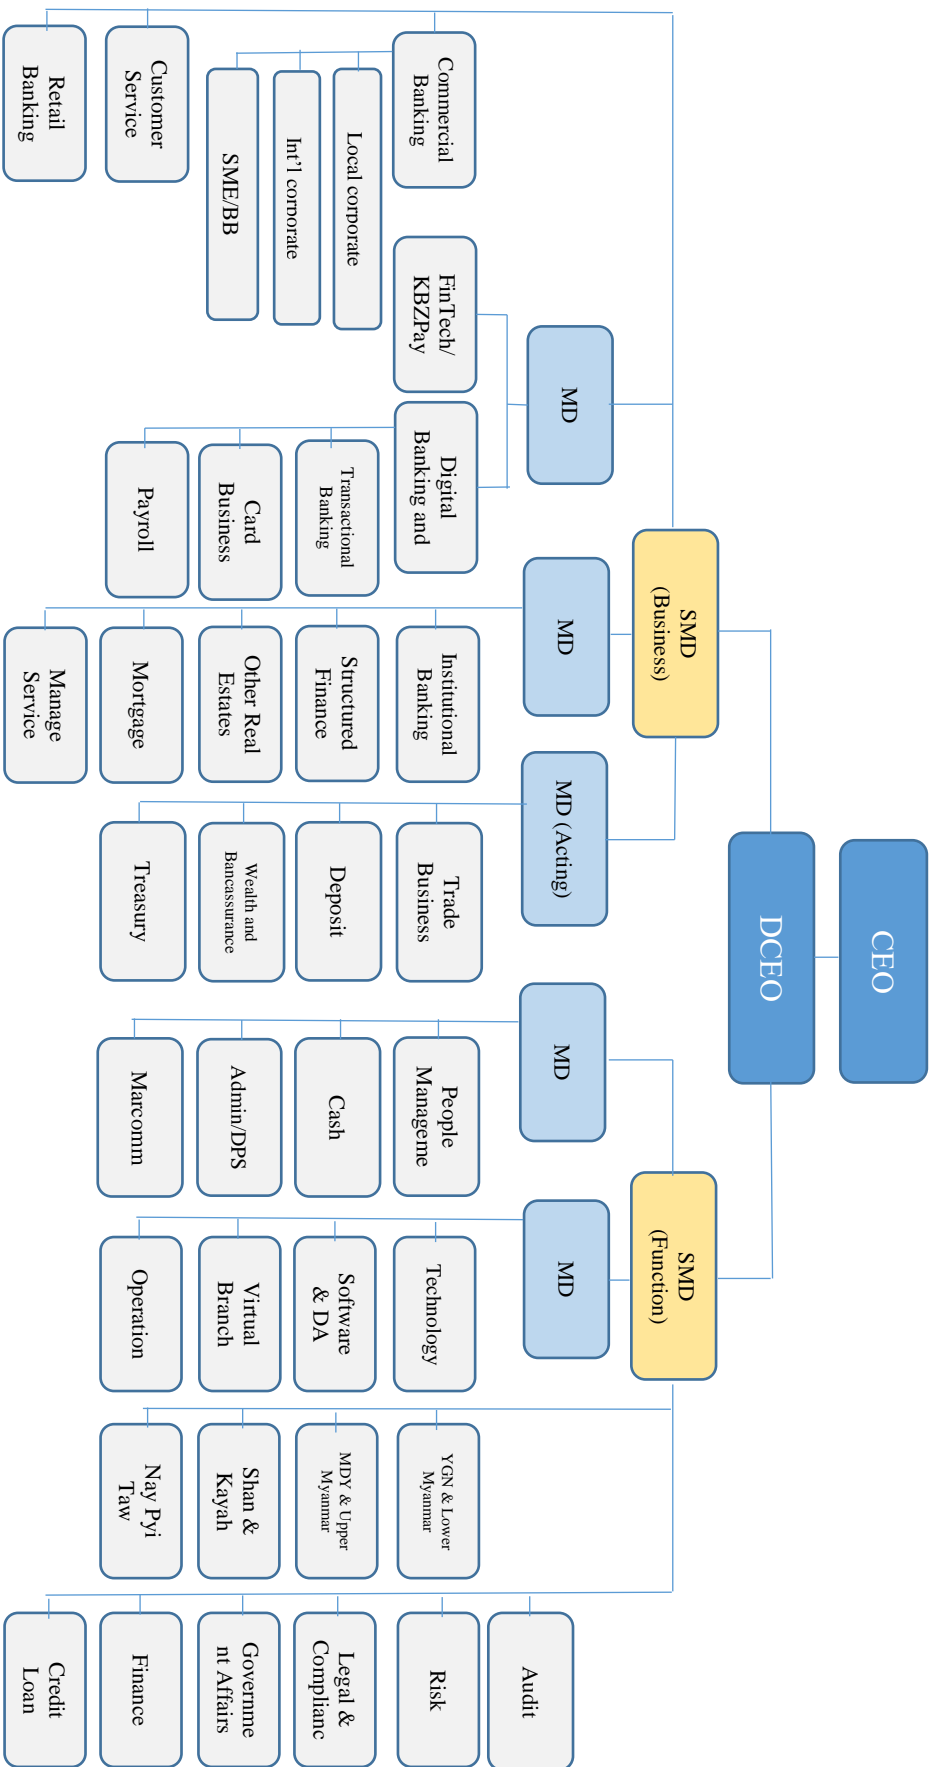 CEO
DCEO
SMD
(Business)
SMD
(Function)
MD
MD
MD (Acting)
MD
MD
Commercial
Banking
Local corporate
Int'l corporate
SME/BB
Customer
Service
Retail
Banking
FinTech/
KBZPay
Digital
Banking and
Transactional
Banking
Card
Business
Payroll
Institutional
Banking
Structured
Finance
Other Real
Estates
Mortgage
Manage
Service
Trade
Business
Deposit
Wealth and
Bancassurance
Treasury
People
Manageme
Cash
Admin/DPS
Marcomm
Technology
Software
& DA
Virtual
Branch
Operation
YGN & Lower
Myanmar
MDY & Upper
Myanmar
Shan &
Kayah
Nay Pyi
Taw
Audit
Risk
Legal &
Complianc
Governme
nt Affairs
Finance
Credit
Loan